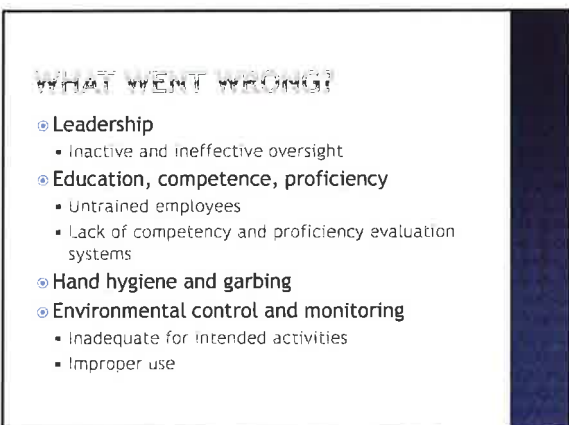 WHAT WENT WRONG?
Leadership
Inactive and ineffective oversight
Education, competence, proficiency
Untrained employees
Lack of competency and proficiency evaluation
systems
Hand hygiene and garbing
Environmental control and monitoring
Inadequate for intended activities
Improper use